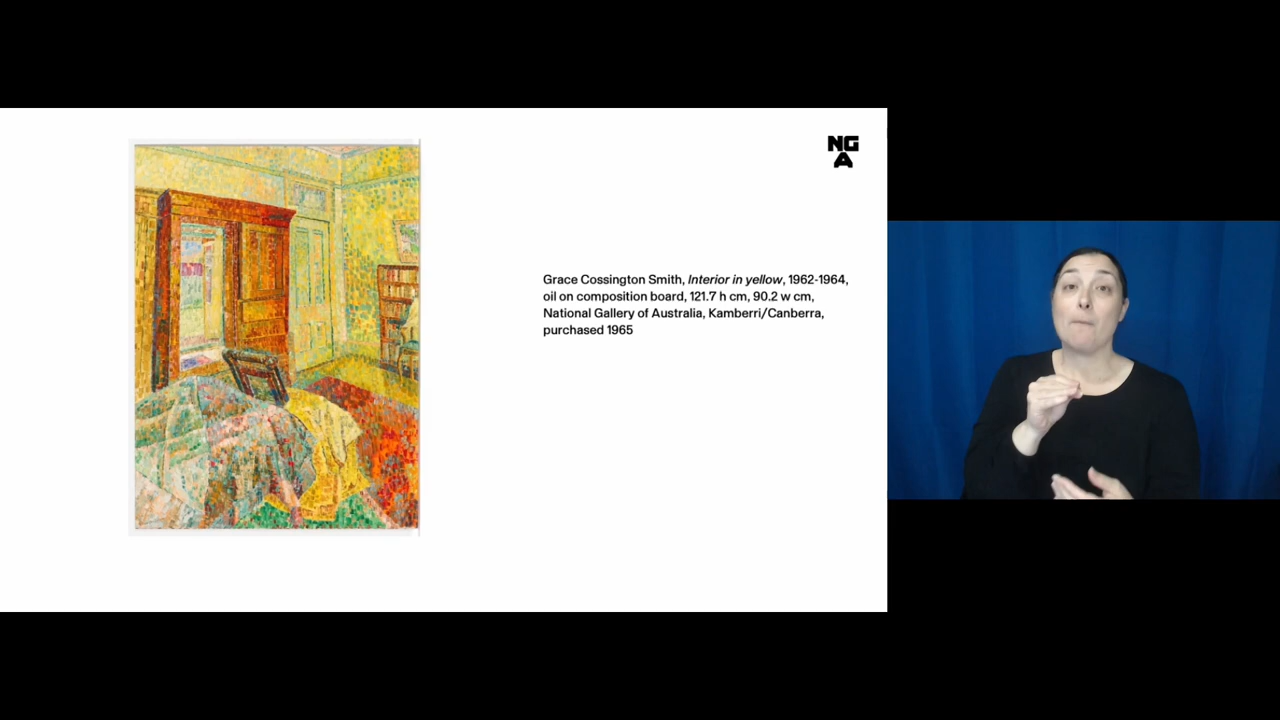 NG
A
Grace Cossington Smith, Interior in yellow, 1962-1964,
oil on composition board, 121.7 h cm, 90.2 w cm,
National Gallery of Australia, Kamberri/Canberra,
purchased 1965